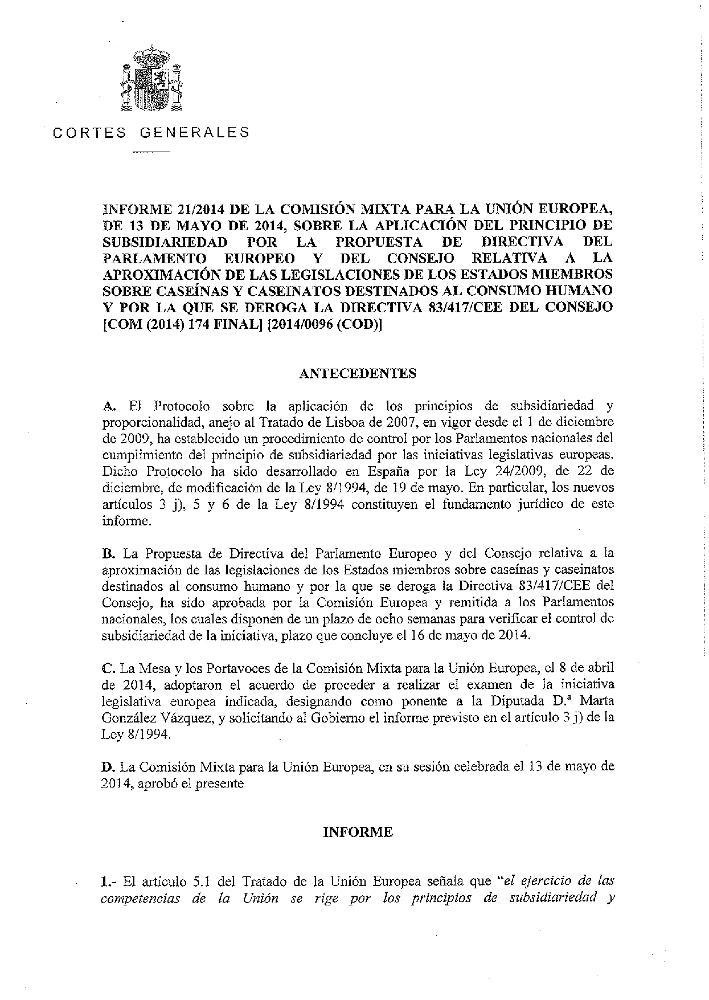 CORTES GENERALES
INFORME 21/2014 DE LA COMISIÓN MIXTA PARA LA UNIÓN EUROPEA,
DE 13 DE MAYO DE 2014, SOBRE LA APLICACIÓN DEL PRINCIPIO DE
SUBSIDIARIEDAD POR LA PROPUESTA DE DIRECTIVA DEL
PARLAMENTO EUROPEO Y DEL CONSEJO RELATIVA A LA
APROXIMACIÓN DE LAS LEGISLACIONES DE LOS ESTADOS MIEMBROS
SOBRE CASEÍNAS Y CASEINATOS DESTINADOS AL CONSUMO HUMANO
Y POR LA QUE SE DEROGA LA DIRECTIVA 83/417/CEE DEL CONSEJO
[COM (2014) 174 FINAL] [2014/0096 (COD)]
ANTECEDENTES
A. El Protocolo sobre la aplicación de los principios de subsidiariedad y
proporcionalidad, anejo al Tratado de Lisboa de 2007, en vigor desde el 1 de diciembre
de 2009, ha establecido un procedimiento de control por los Parlamentos nacionales del
cumplimiento del principio de subsidiariedad por las iniciativas legislativas europeas.
Dicho Protocolo ha sido desarrollado en España por la Ley 24/2009, de 22 de
diciembre, de modificación de la Ley 8/1994, de 19 de mayo. En particular, los nuevos
artículos 3 j), 5 y 6 de la Ley 8/1994 constituyen el fundamento jurídico de este
informe.
B. La Propuesta de Directiva del Parlamento Europeo y del Consejo relativa a la
aproximación de las legislaciones de los Estados miembros sobre caseínas y caseinatos
destinados al consumo humano y por la que se deroga la Directiva 83/417/CEE del
Consejo, ha sido aprobada por la Comisión Europea y remitida a los Parlamentos
nacionales, los cuales disponen de un plazo de ocho semanas para verificar el control de
subsidiariedad de la iniciativa, plazo que concluye el 16 de mayo de 2014.
C. La Mesa y los Portavoces de la Comisión Mixta para la Unión Europea, el 8 de abril
de 2014, adoptaron el acuerdo de proceder a realizar el examen de la iniciativa
legislativa europea indicada, designando como ponente a la Diputada D.ª Marta
González Vázquez, y solicitando al Gobierno el informe previsto en el artículo 3 j) de la
Ley 8/1994.
D. La Comisión Mixta para la Unión Europea, en su sesión celebrada el 13 de mayo de
2014, aprobó el presente
INFORME
1.- El artículo 5.1 del Tratado de la Unión Europea señala que “el ejercicio de las
competencias de la Unión se rige por los principios de subsidiariedad y